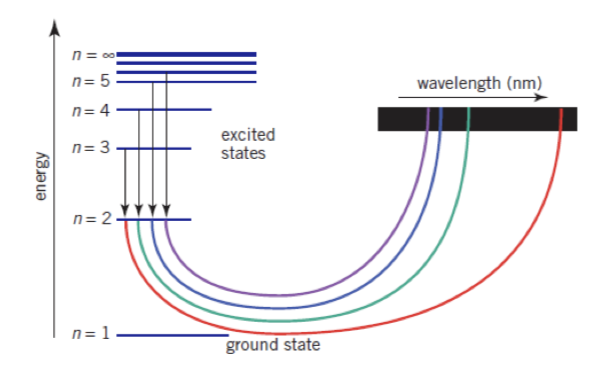 n = ∞
n = 5
n = 4
n = 3
n = 2
n = 1
energy
excited
states
ground state
wavelength (nm)